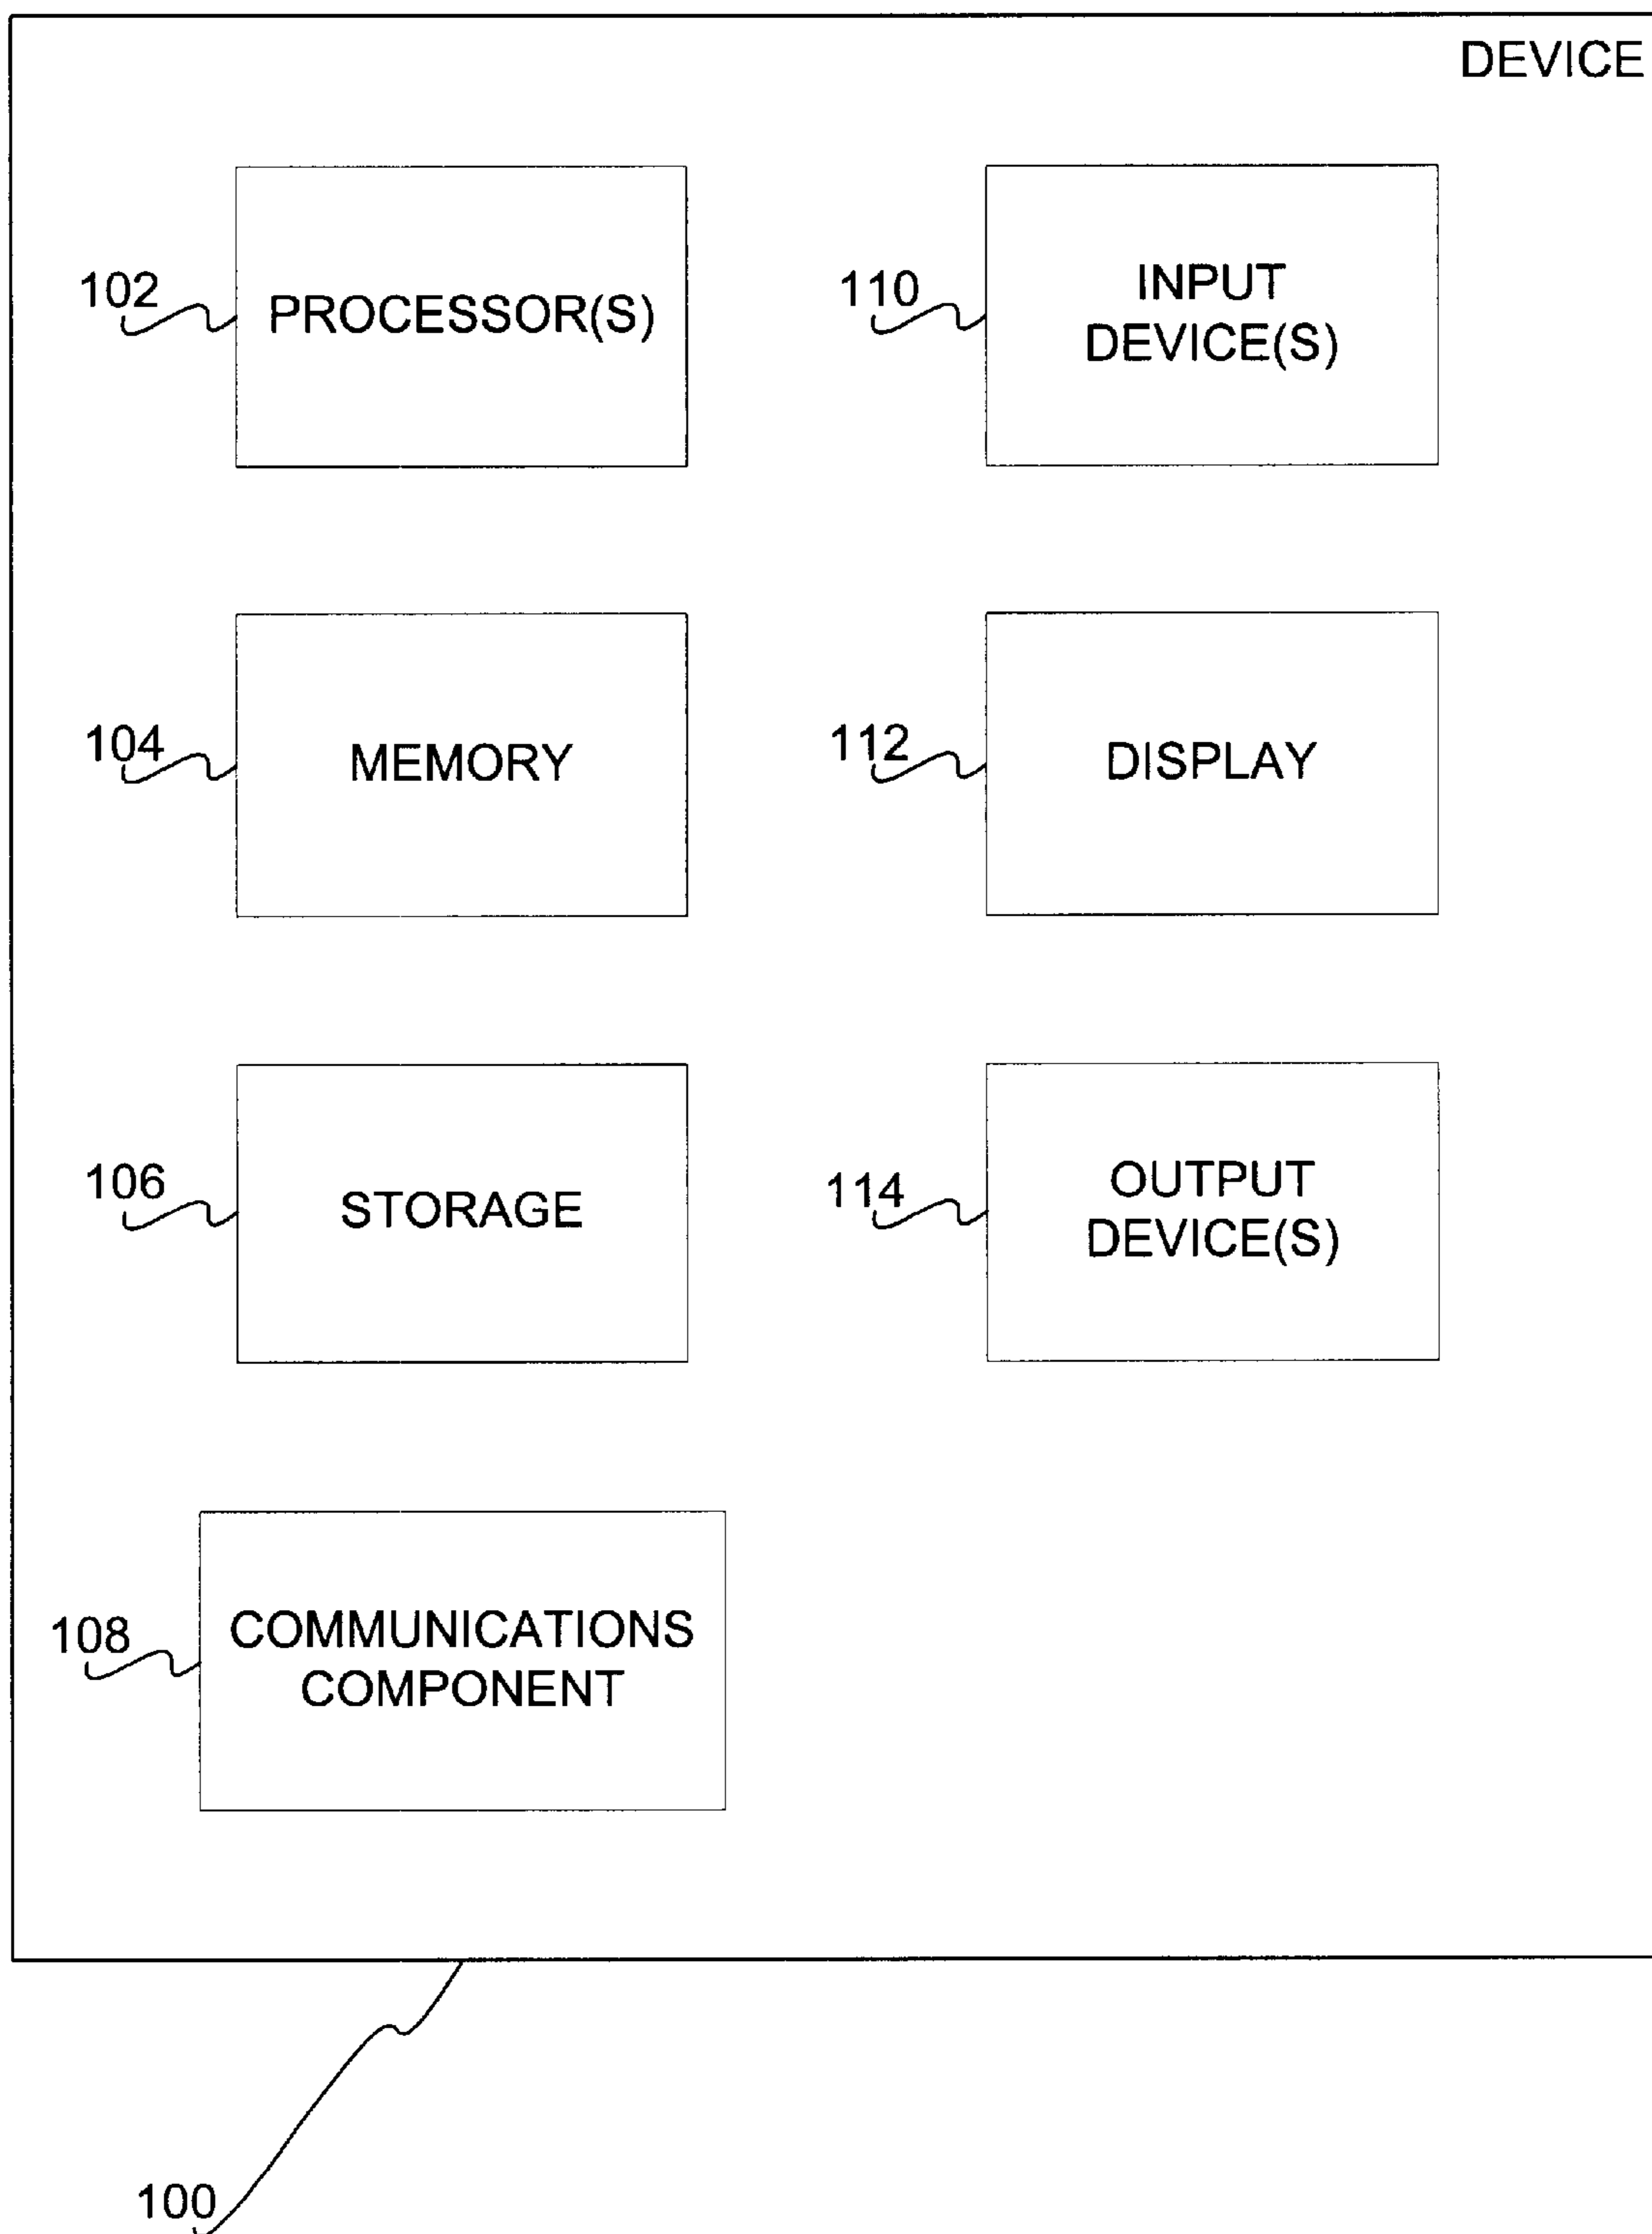 DEVICE
102
PROCESSOR(S)
110
INPUT
DEVICE(S)
104
MEMORY
112
DISPLAY
106
STORAGE
114
OUTPUT
DEVICE(S)
108
COMMUNICATIONS
COMPONENT
100